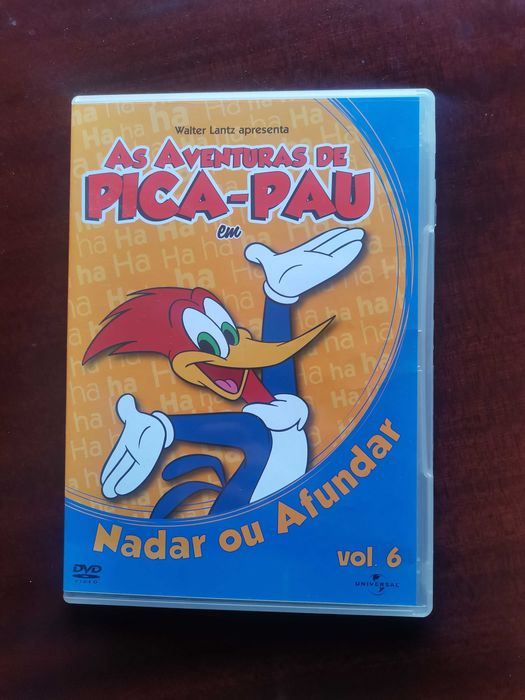 Walter Lantz apresenta
AS AVENTURAS DE
PICA-PAU
em
Nadar ou Afundar
vol. 6
DVD
VIDEO
UNIVERSAL